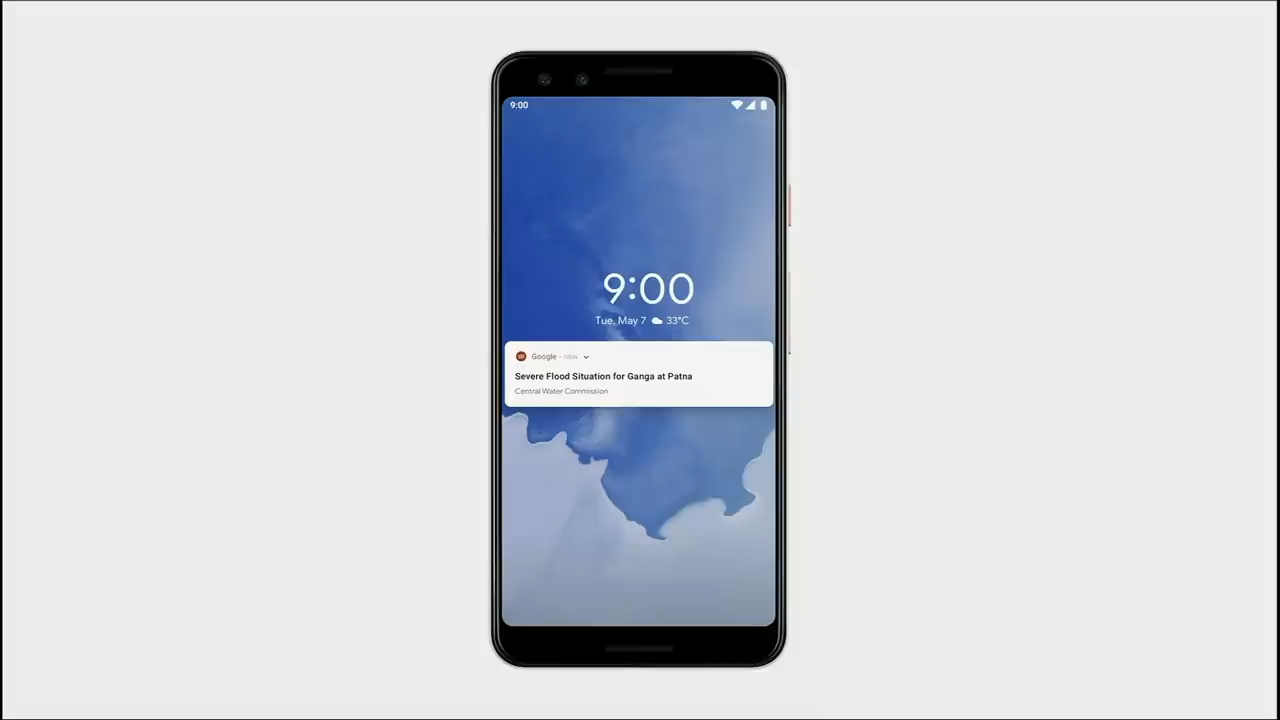 9:00
9:00
Tue, May 7 33°C
Google · now
Severe Flood Situation for Ganga at Patna
Central Water Commission